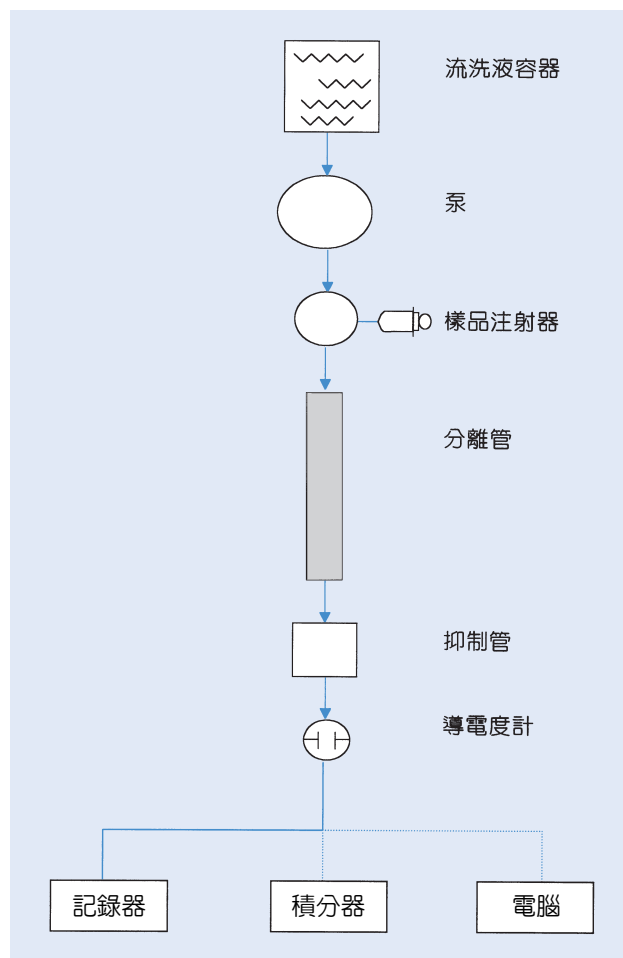 流洗液容器
泵
樣品注射器
分離管
抑制管
導電度計
記錄器
積分器
電腦